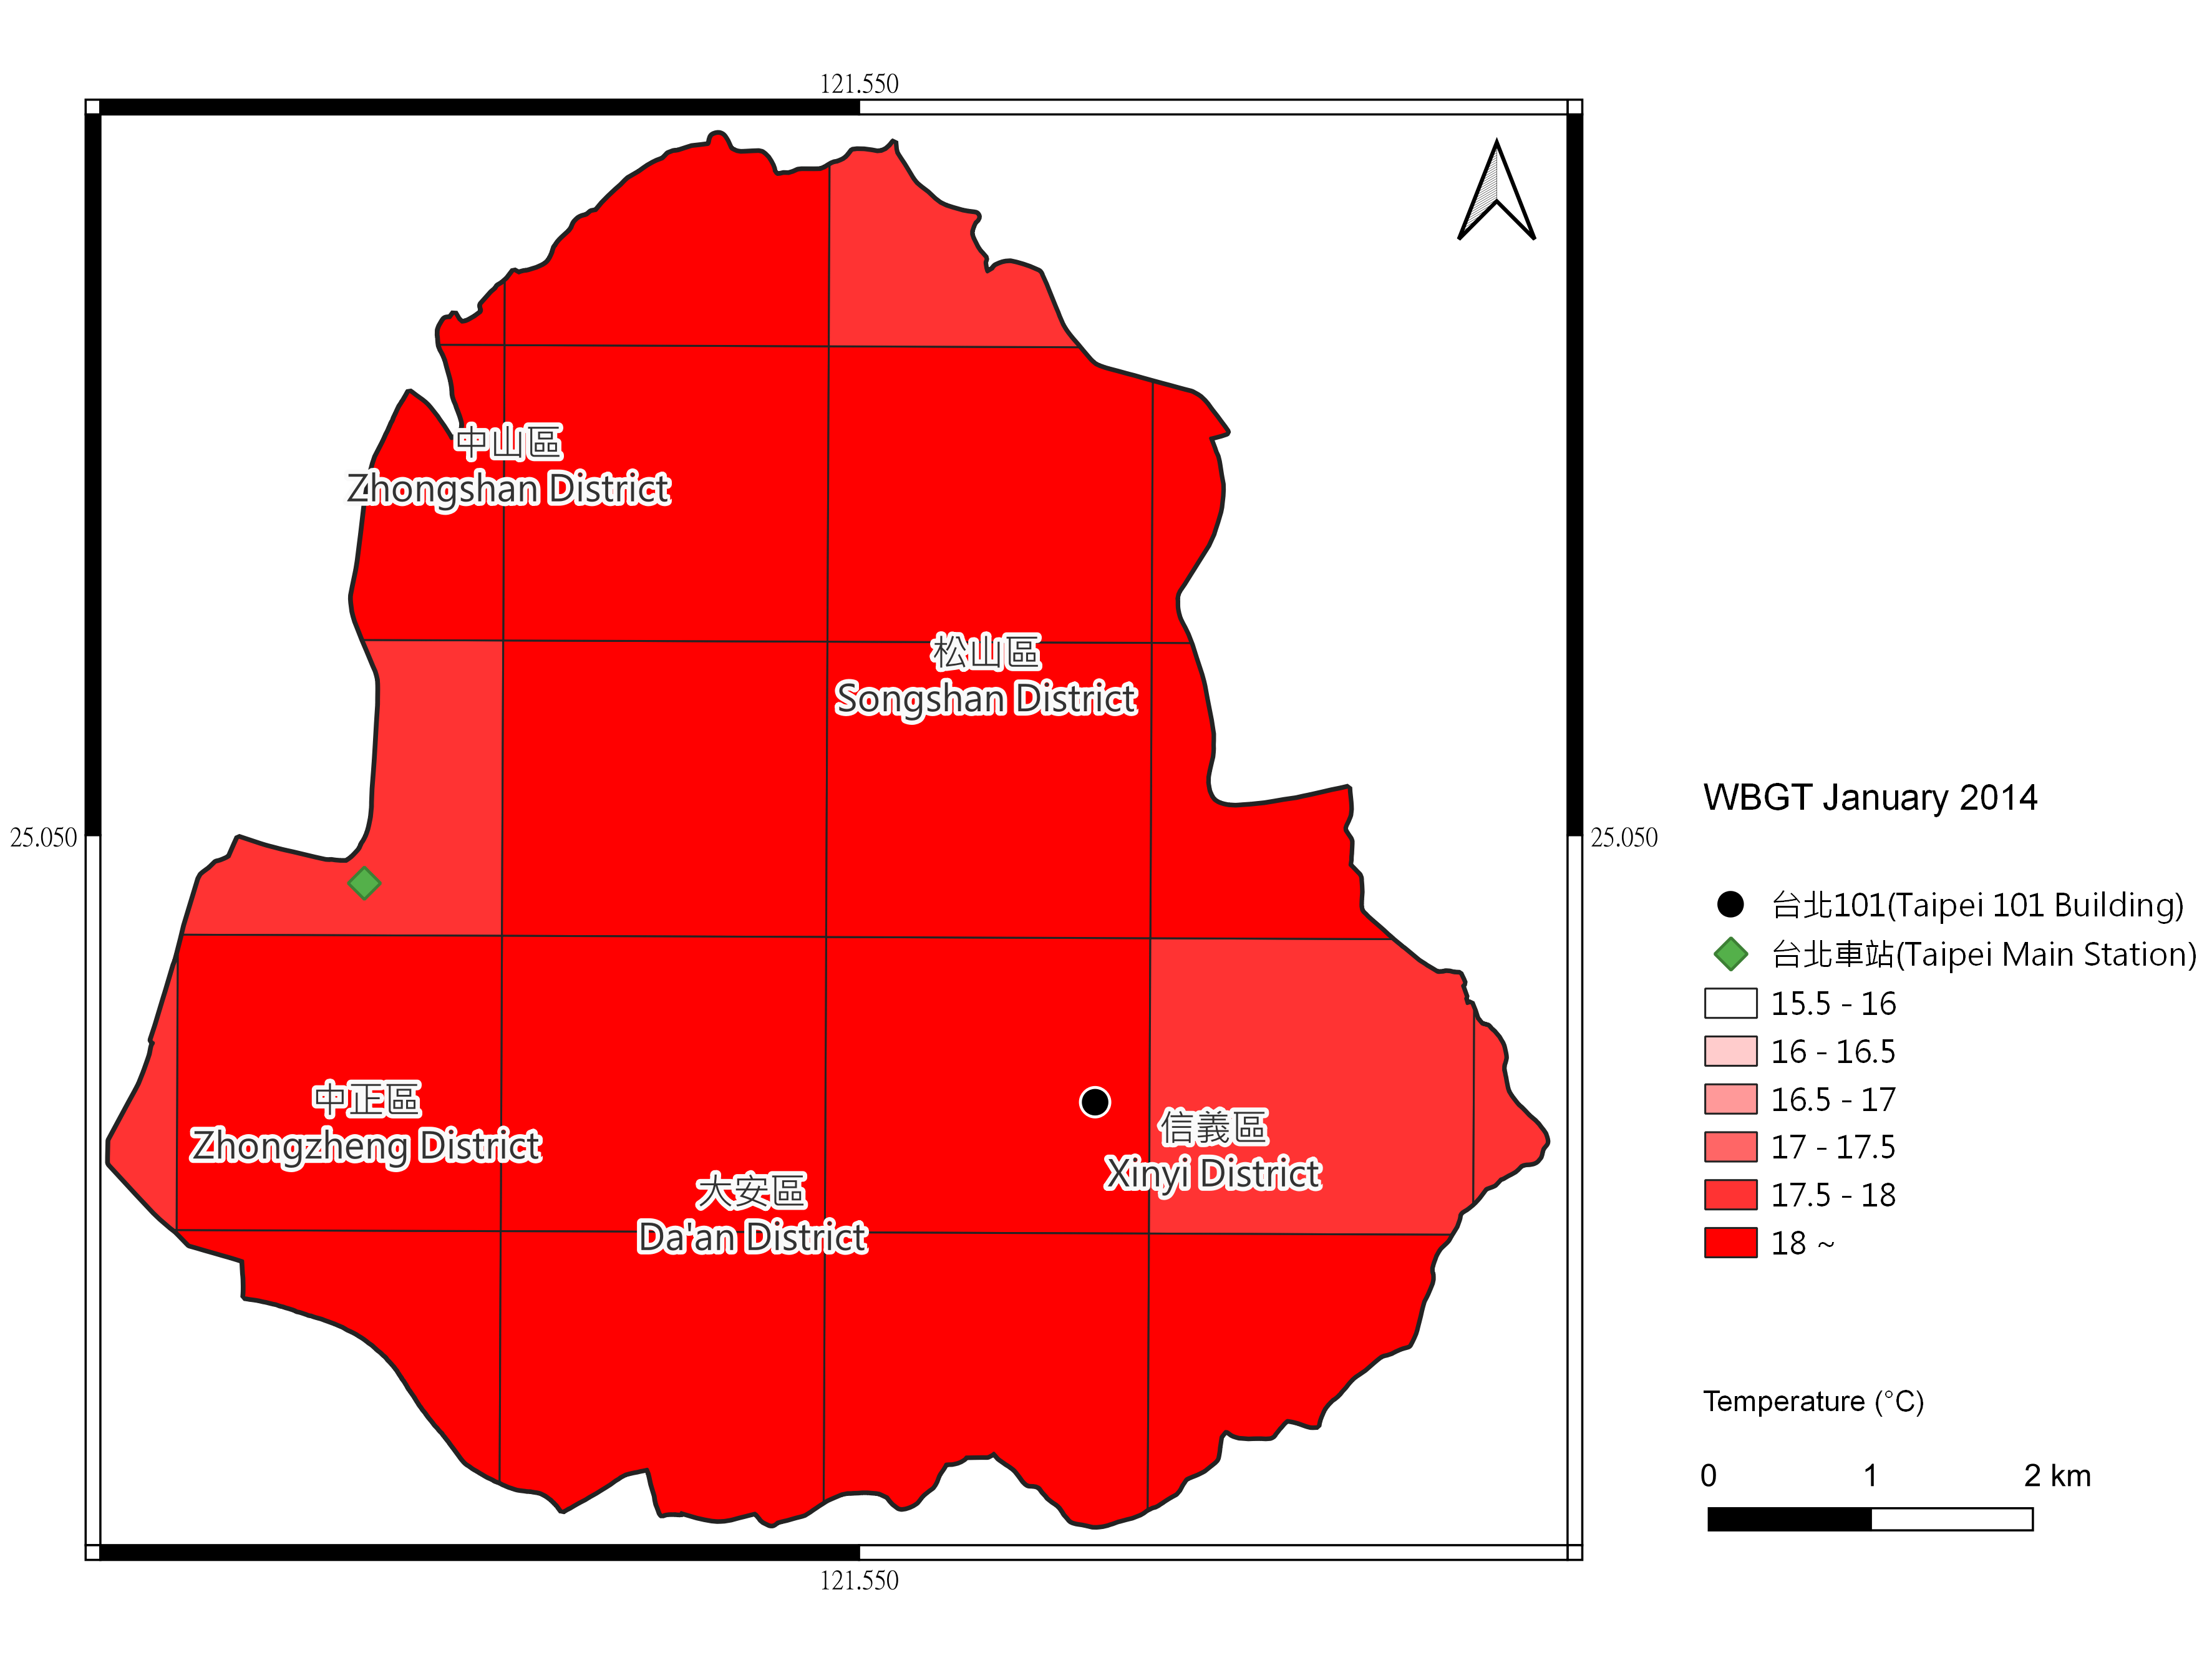 121.550
中山區
Zhongshan District
松山區
Songshan District
25.050
25.050
中正區
Zhongzheng District
信義區
Xinyi District
大安區
Da'an District
121.550
WBGT January 2014
台北101(Taipei 101 Building)
台北車站(Taipei Main Station)
15.5 - 16
16 - 16.5
16.5 - 17
17 - 17.5
17.5 - 18
18 ~
Temperature (°C)
0 1 2 km